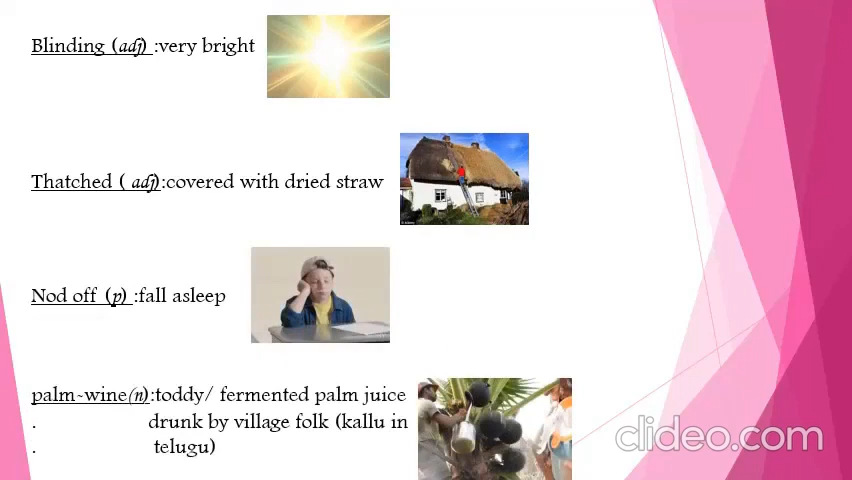 Blinding (adj) :very bright
Thatched ( adj):covered with dried straw
Nod off (p) :fall asleep
palm-wine(n):toddy/ fermented palm juice
. drunk by village folk (kallu in
. telugu)
clideo.com